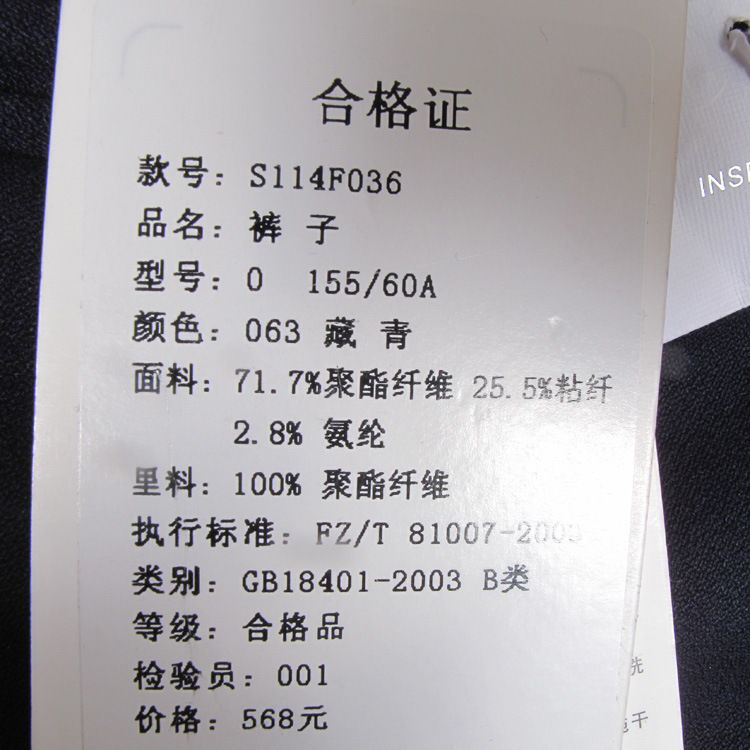 合格证
款号：S114F036
品名：裤 子
型号：0 155/60A
颜色：063 藏 青
面料：71.7%聚酯纤维 25.5%粘纤
2.8% 氨纶
里料：100% 聚酯纤维
执行标准：FZ/T 81007-2003
类别：GB18401-2003 B类
等级：合格品
检验员：001
价格：568元
INSP
洗
干